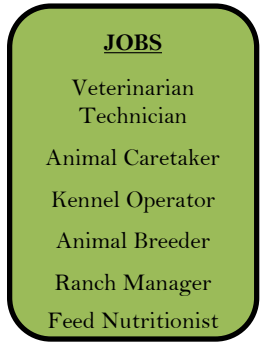 JOBS
Veterinarian
Technician
Animal Caretaker
Kennel Operator
Animal Breeder
Ranch Manager
Feed Nutritionist